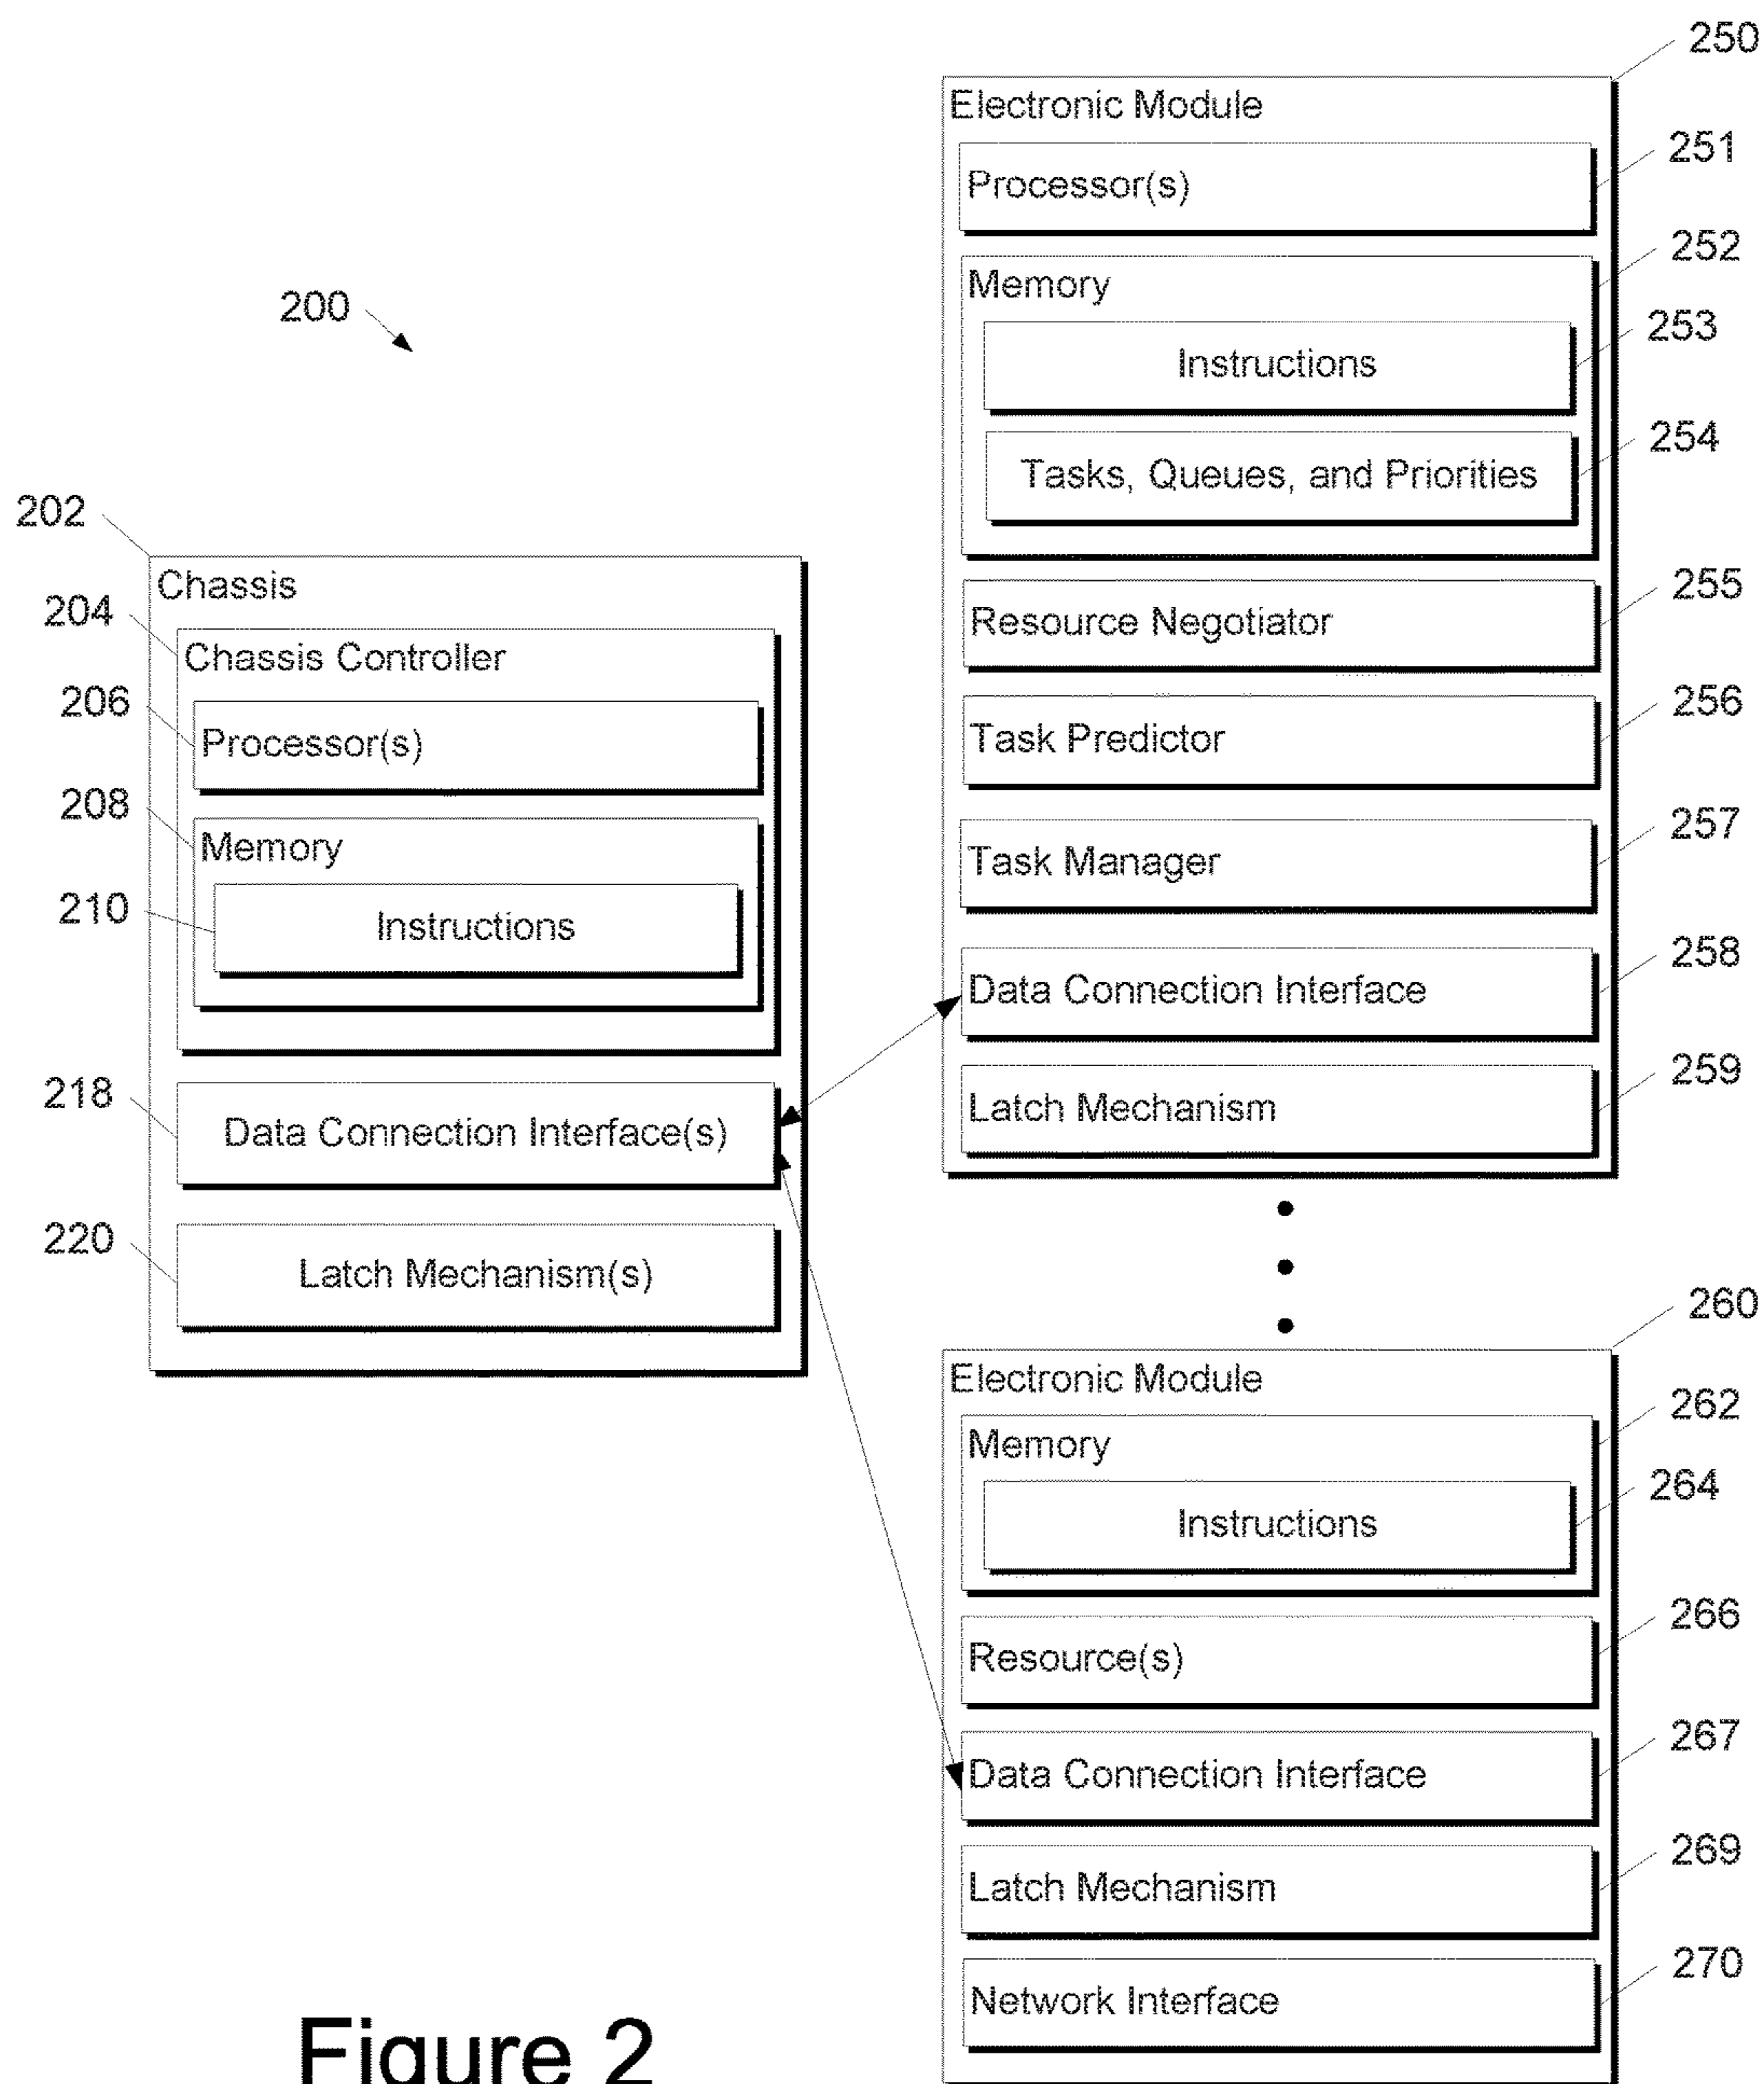 200
202
Chassis
204
Chassis Controller
206
Processor(s)
208
Memory
210
Instructions
218
Data Connection Interface(s)
220
Latch Mechanism(s)
250
Electronic Module
251
Processor(s)
252
Memory
253
Instructions
254
Tasks, Queues, and Priorities
255
Resource Negotiator
256
Task Predictor
257
Task Manager
258
Data Connection Interface
259
Latch Mechanism
260
Electronic Module
262
Memory
264
Instructions
266
Resource(s)
267
Data Connection Interface
269
Latch Mechanism
270
Network Interface
Figure 2